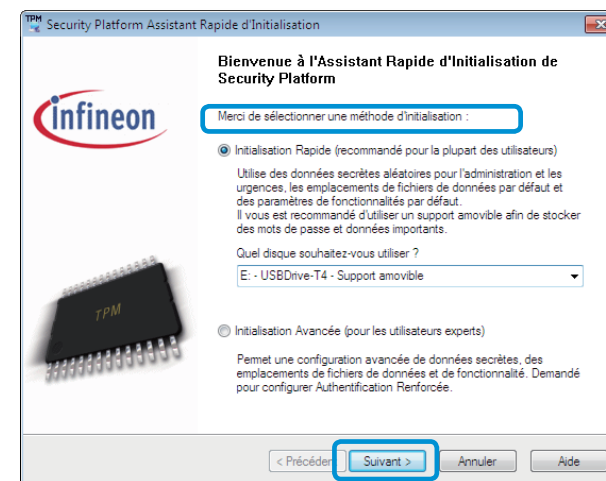 TPM
Security Platform Assistant Rapide d'Initialisation
Bienvenue à l'Assistant Rapide d'Initialisation de
Security Platform
infineon
Merci de sélectionner une méthode d'initialisation :
Initialisation Rapide (recommandé pour la plupart des utilisateurs)
Utilise des données secrètes aléatoires pour l'administration et les
urgences, les emplacements de fichiers de données par défaut et
des paramètres de fonctionnalités par défaut.
Il vous est recommandé d'utiliser un support amovible afin de stocker
des mots de passe et données importants.
Quel disque souhaitez-vous utiliser ?
E: - USBDrive-T4 - Support amovible
TPM
Initialisation Avancée (pour les utilisateurs experts)
Permet une configuration avancée de données secrètes, des
emplacements de fichiers de données et de fonctionnalité. Demandé
pour configurer Authentification Renforcée.
< Précéden
Suivant >
Annuler
Aide